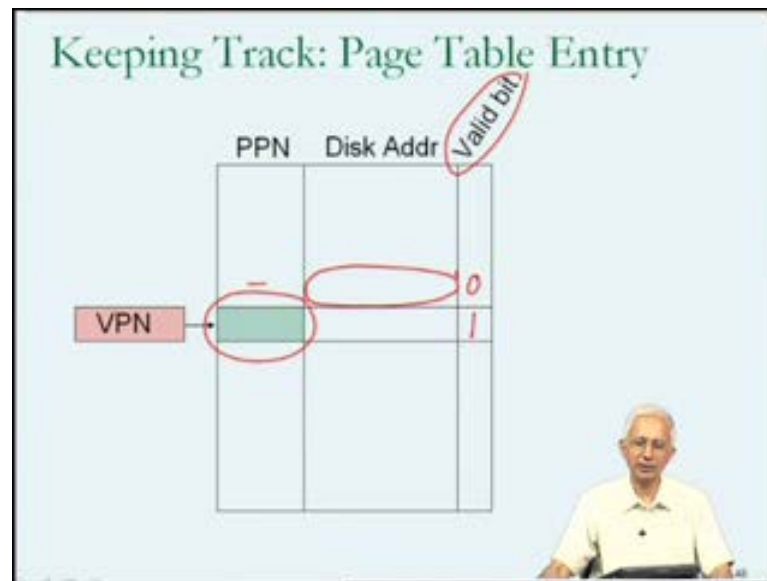 Keeping Track: Page Table Entry
PPN Disk Addr Valid bit
– 0
VPN 1